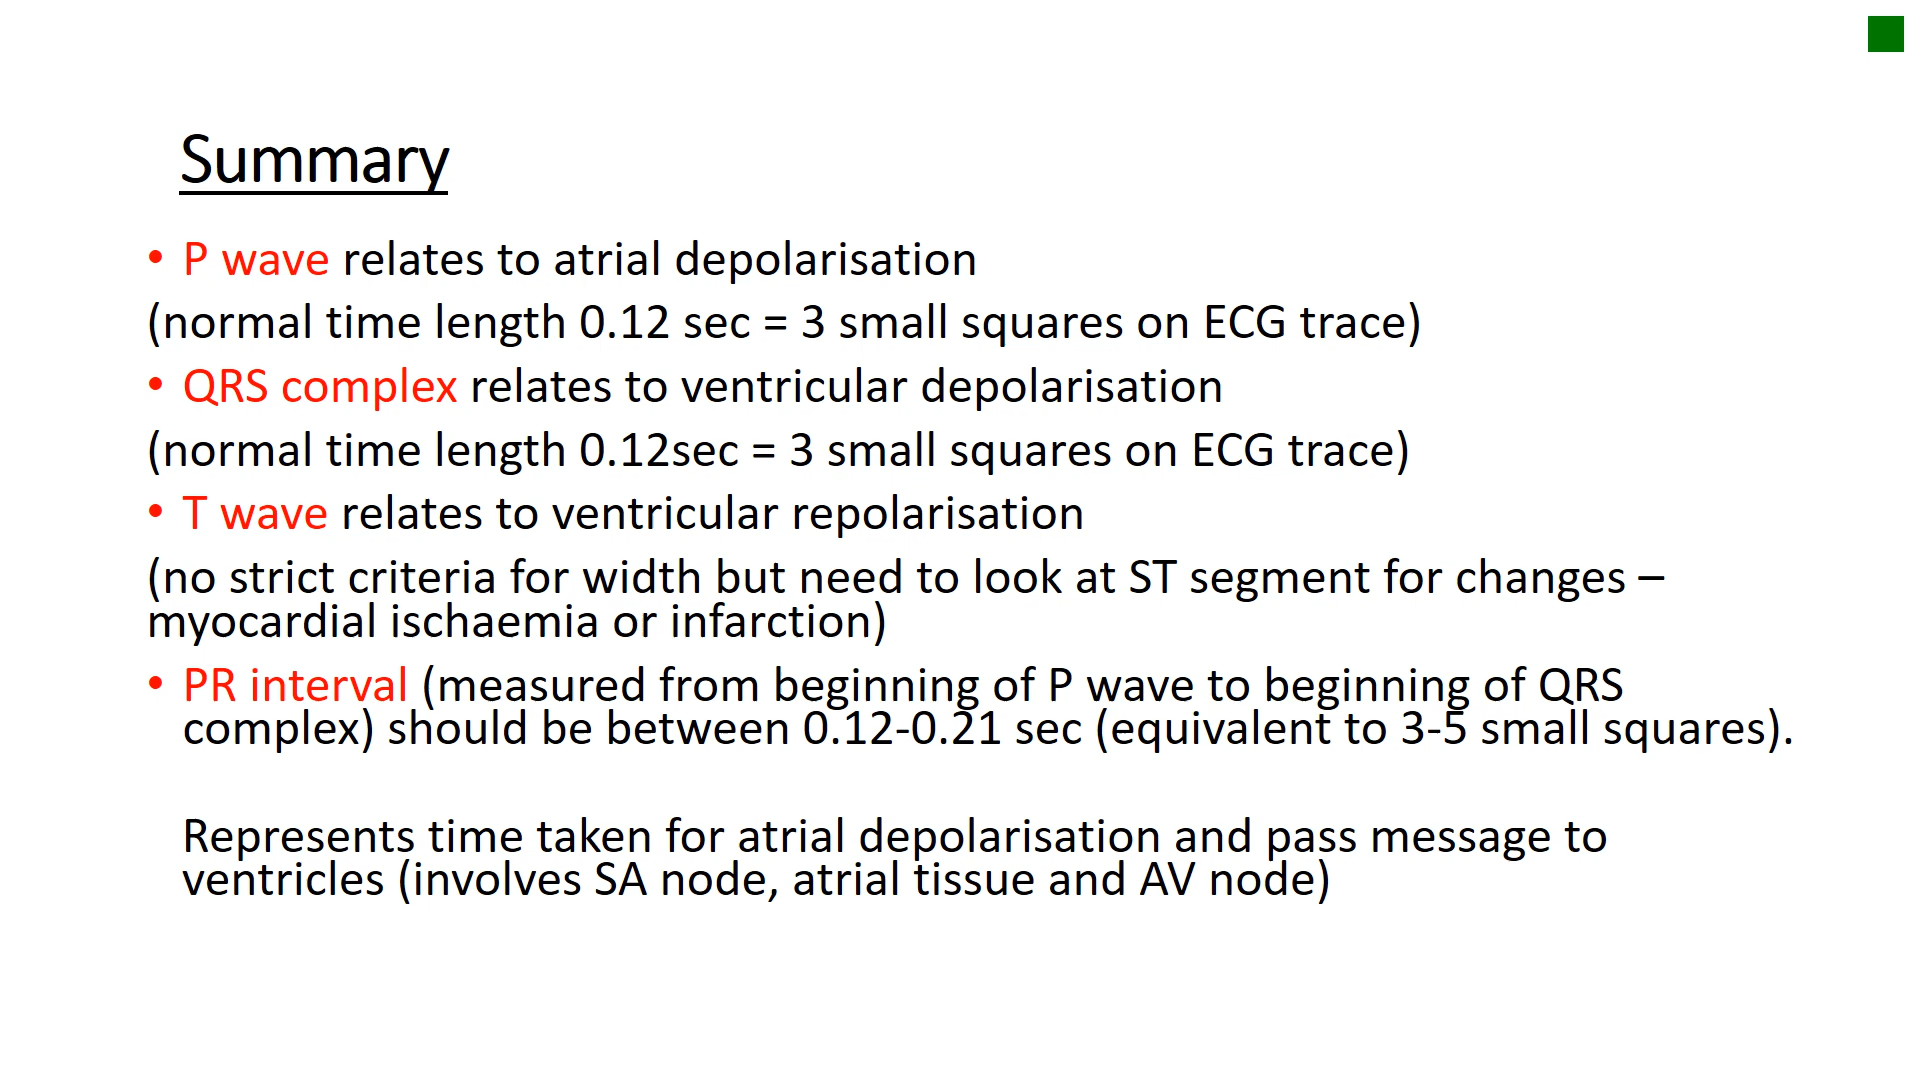 Summary
• P wave relates to atrial depolarisation
(normal time length 0.12 sec = 3 small squares on ECG trace)
• QRS complex relates to ventricular depolarisation
(normal time length 0.12sec = 3 small squares on ECG trace)
• T wave relates to ventricular repolarisation
(no strict criteria for width but need to look at ST segment for changes –
myocardial ischaemia or infarction)
• PR interval (measured from beginning of P wave to beginning of QRS
complex) should be between 0.12-0.21 sec (equivalent to 3-5 small squares).
Represents time taken for atrial depolarisation and pass message to
ventricles (involves SA node, atrial tissue and AV node)